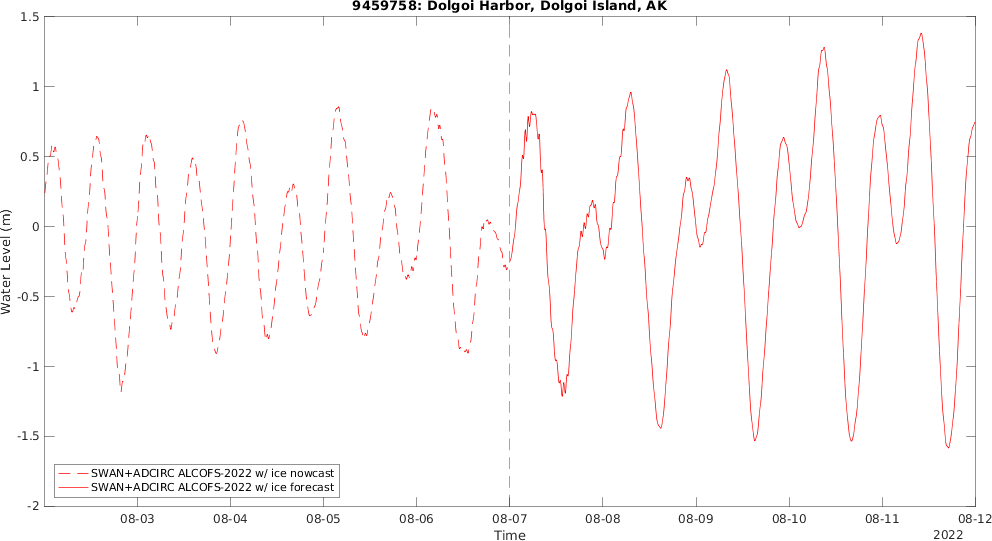 9459758: Dolgoi Harbor, Dolgoi Island, AK
1.5
1
0.5
0
-0.5
-1
-1.5
-2
Water Level (m)
SWAN+ADCIRC ALCOFS-2022 w/ ice nowcast
SWAN+ADCIRC ALCOFS-2022 w/ ice forecast
08-03 08-04 08-05 08-06 08-07 08-08 08-09 08-10 08-11 08-12
Time
2022